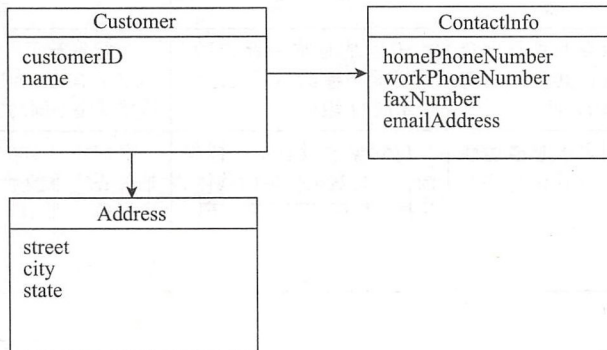 Customer
customerID
name
ContactInfo
homePhoneNumber
workPhoneNumber
faxNumber
emailAddress
Address
street
city
state